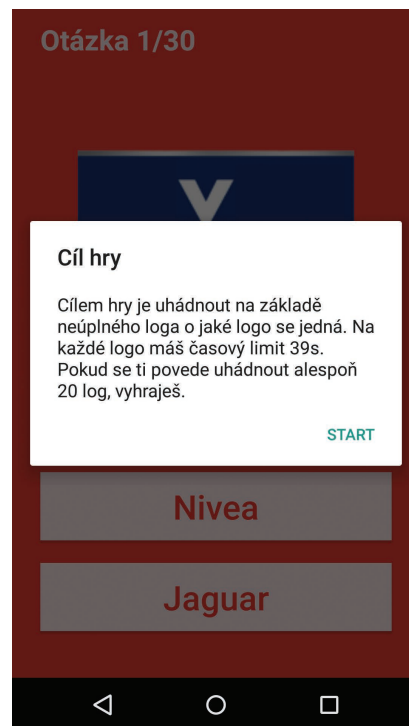 Otázka 1/30
Y
Cíl hry
Cílem hry je uhádnout na základě
neúplného loga o jaké logo se jedná. Na
každé logo máš časový limit 39s.
Pokud se ti povede uhádnout alespoň
20 log, vyhraješ.
START
Nivea
Jaguar